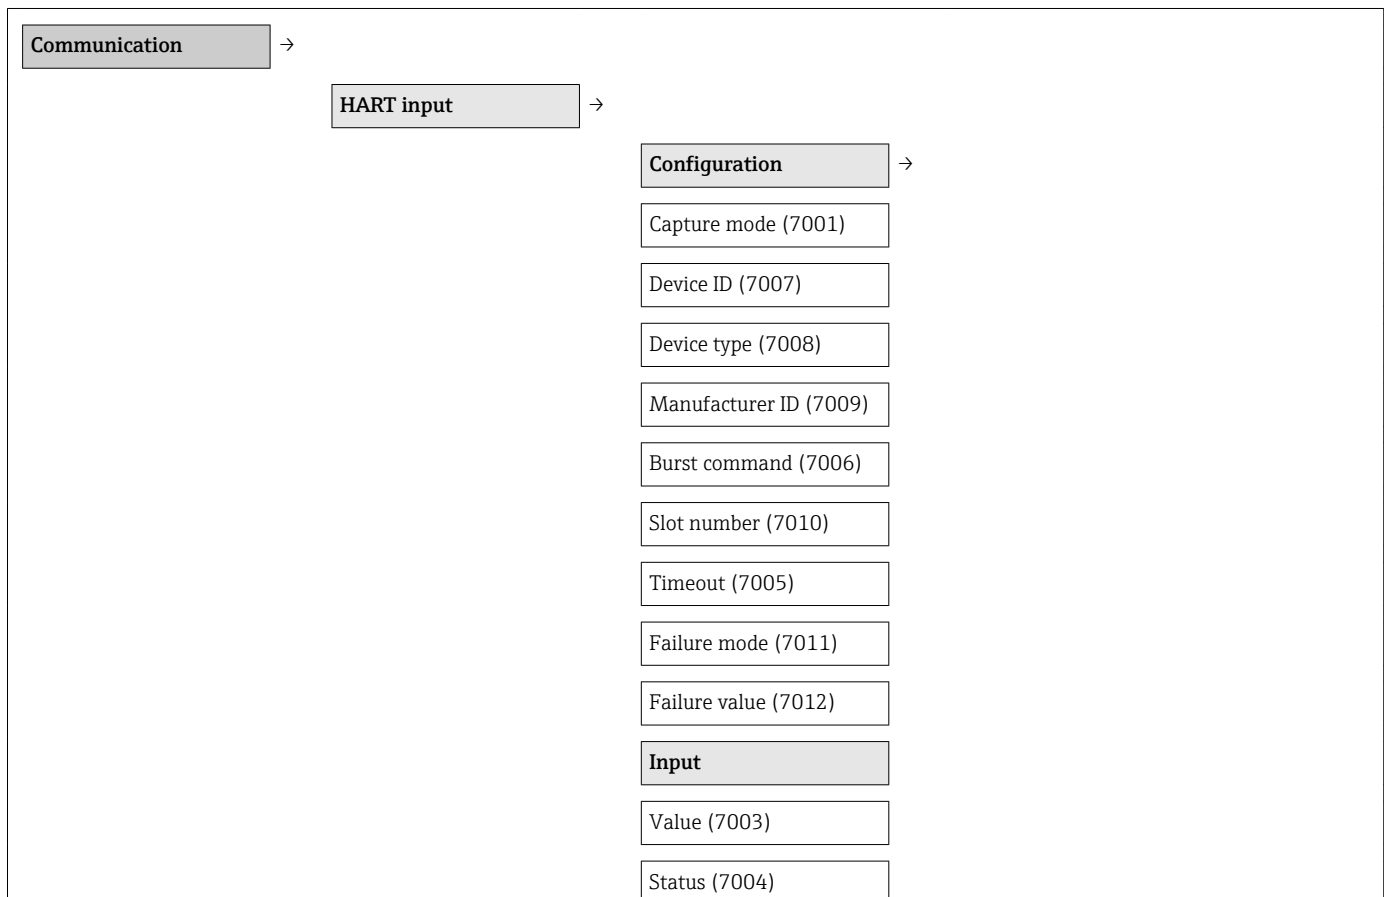 Communication →
HART input →
Configuration →
Capture mode (7001)
Device ID (7007)
Device type (7008)
Manufacturer ID (7009)
Burst command (7006)
Slot number (7010)
Timeout (7005)
Failure mode (7011)
Failure value (7012)
Input
Value (7003)
Status (7004)